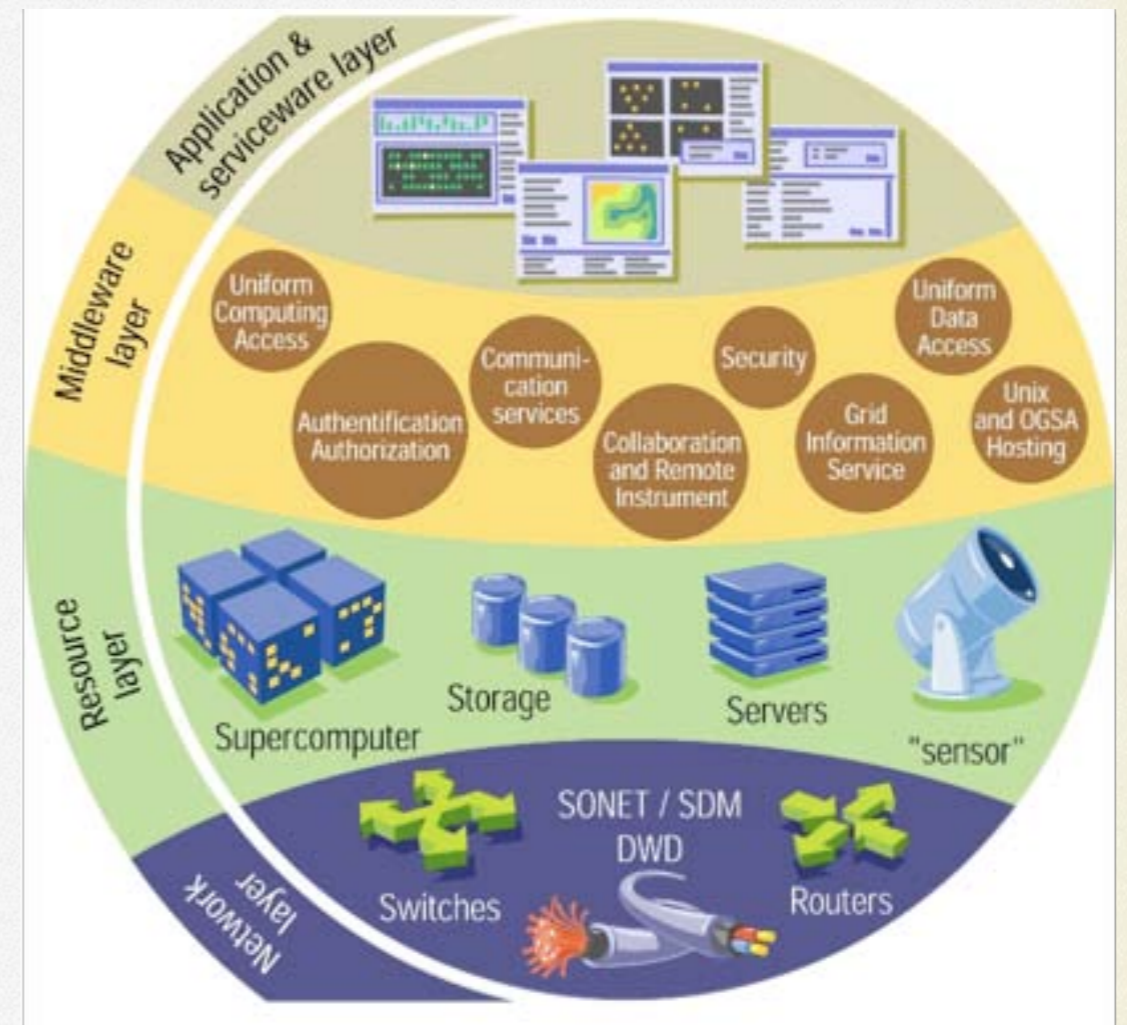 Application &
serviceware layer
Middleware
layer
Uniform
Computing
Access
Authentification
Authorization
Communi-
cation
services
Collaboration
and Remote
Instrument
Security
Grid
Information
Service
Uniform
Data
Access
Unix
and OGSA
Hosting
Resource
layer
Supercomputer
Storage
Servers
"sensor"
Network
layer
Switches
SONET / SDM
DWD
Routers